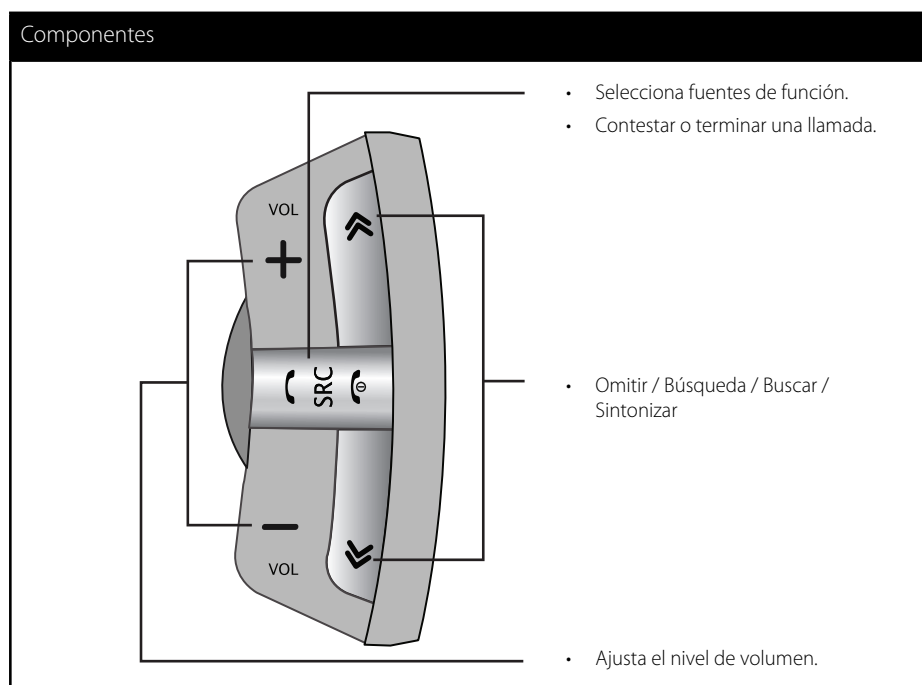 Componentes
• Selecciona fuentes de función.
• Contestar o terminar una llamada.
VOL
+
SRC
• Omitir / Búsqueda / Buscar /
Sintonizar
−
VOL
• Ajusta el nivel de volumen.